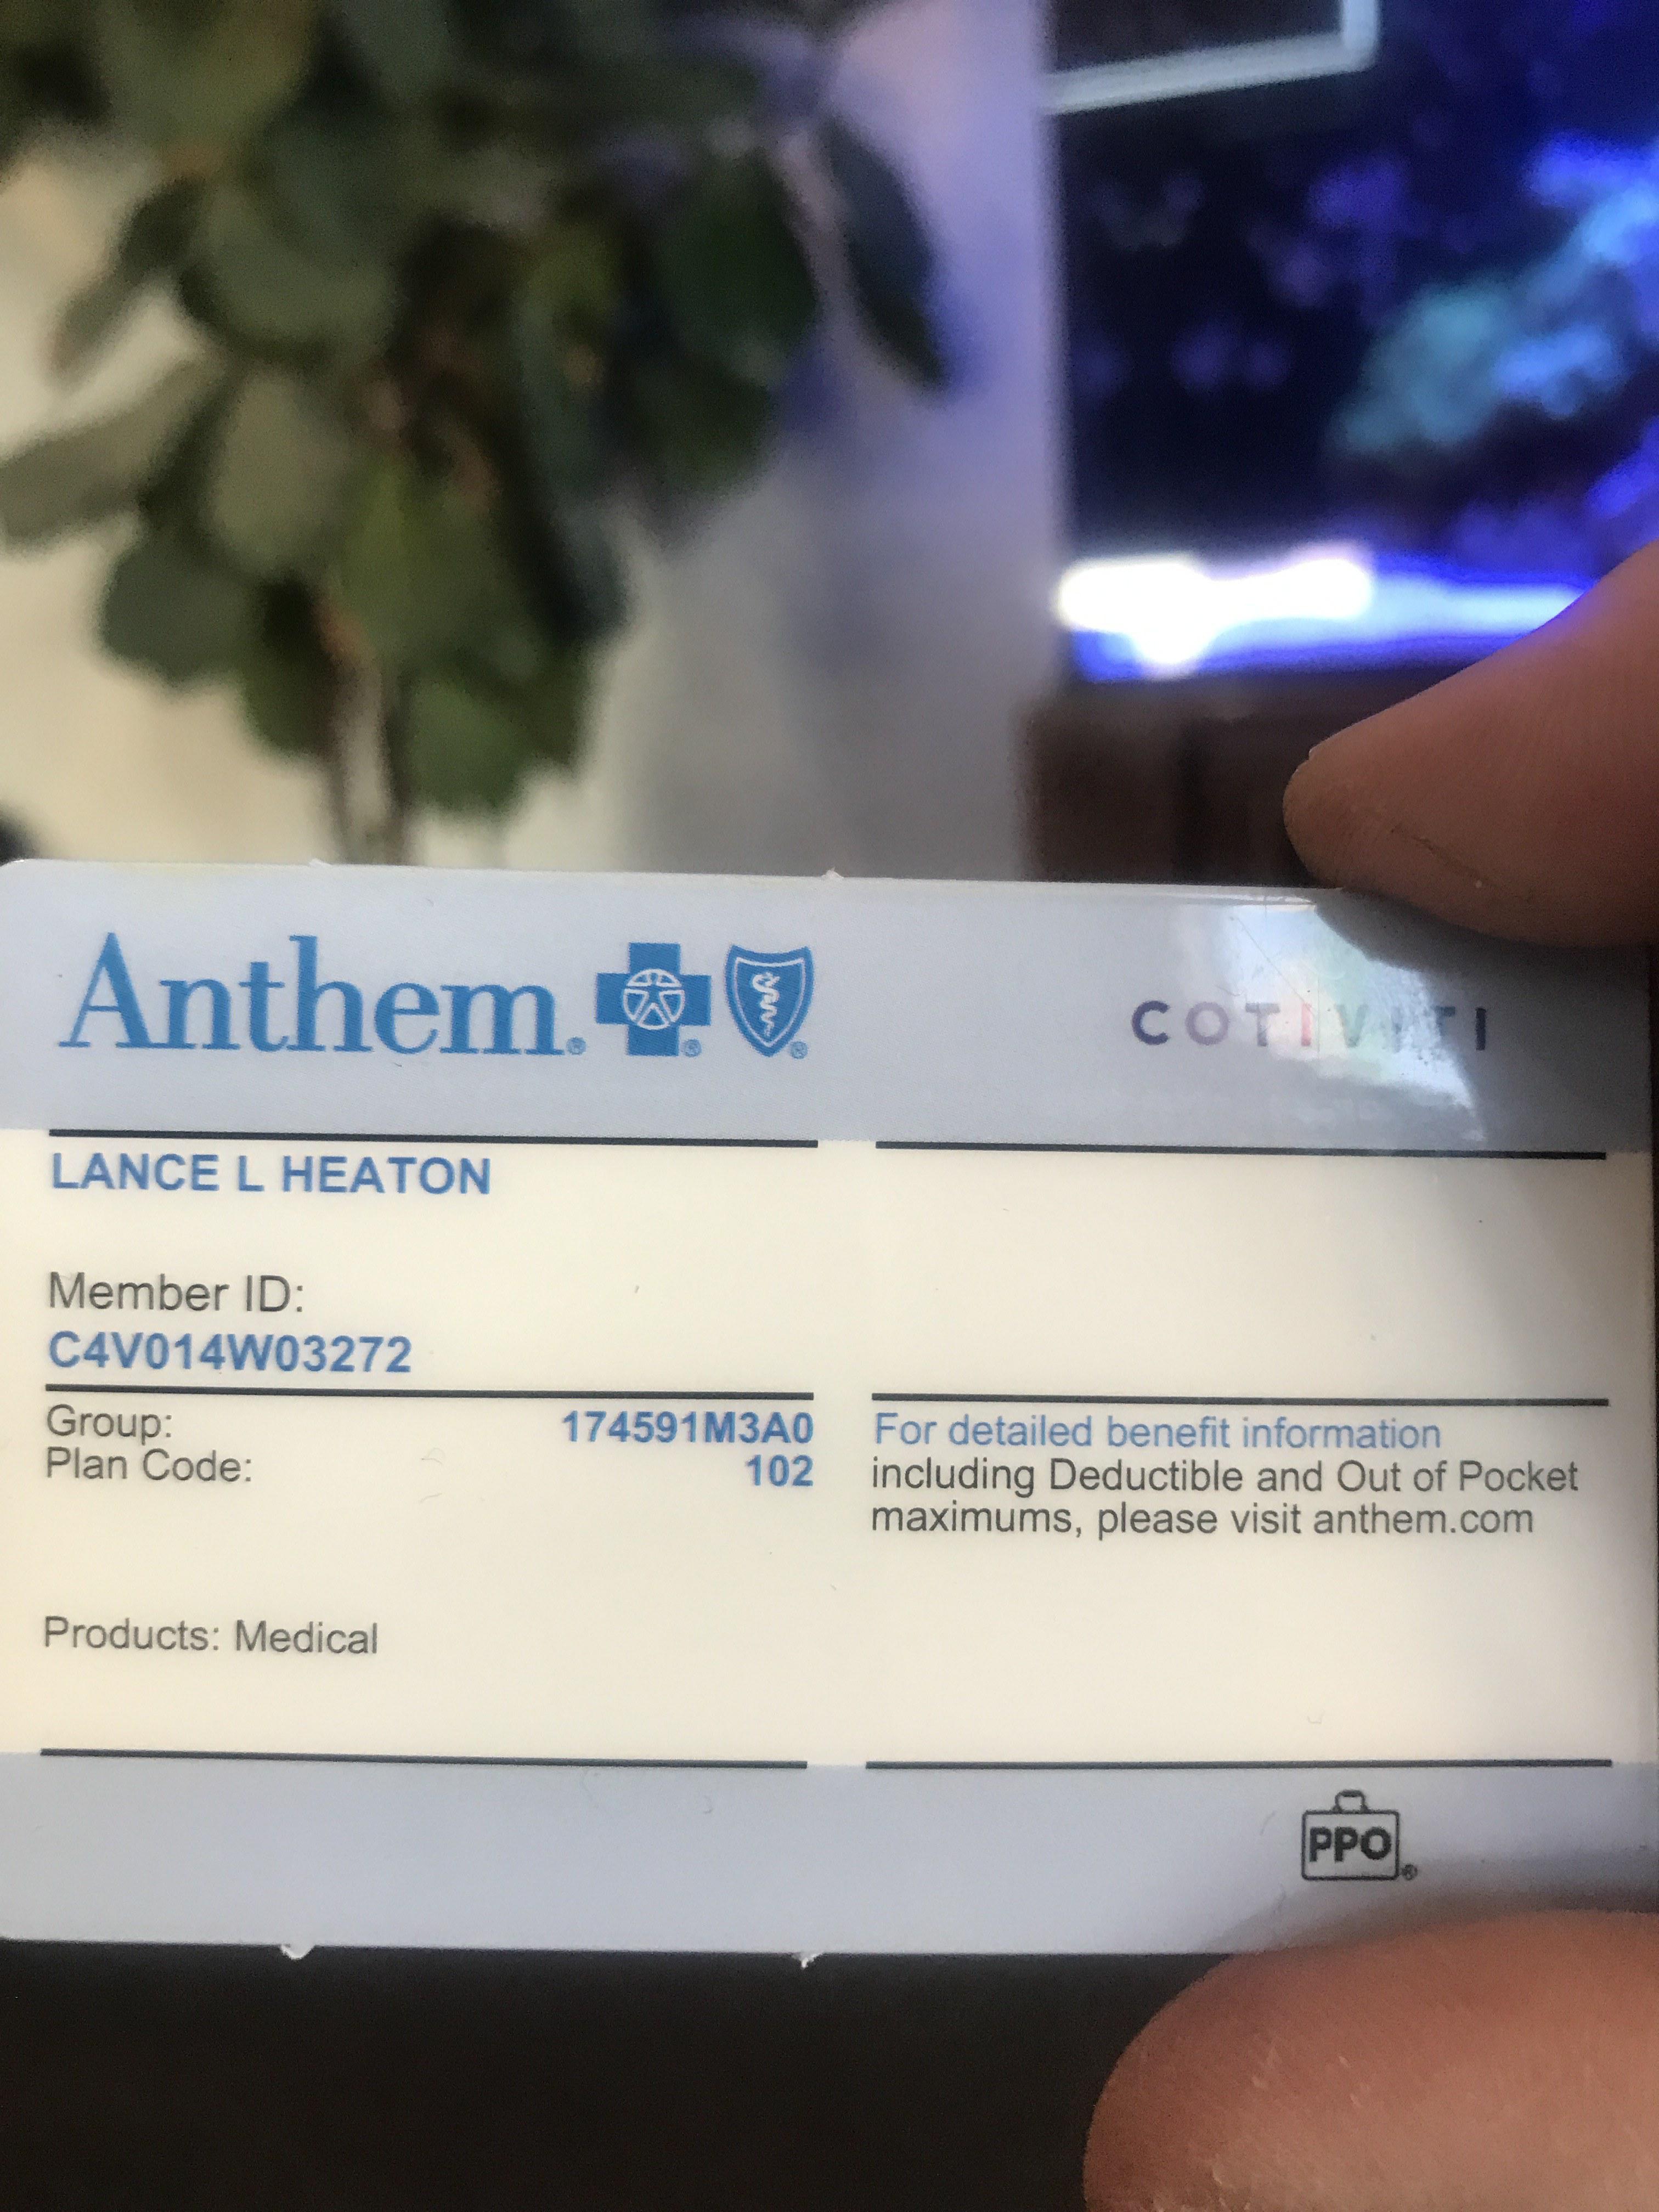 Anthem.
COTIVITI
LANCE L HEATON
Member ID:
C4V014W03272
Group: 174591M3A0
Plan Code: 102
Products: Medical
For detailed benefit information
including Deductible and Out of Pocket
maximums, please visit anthem.com
PPO